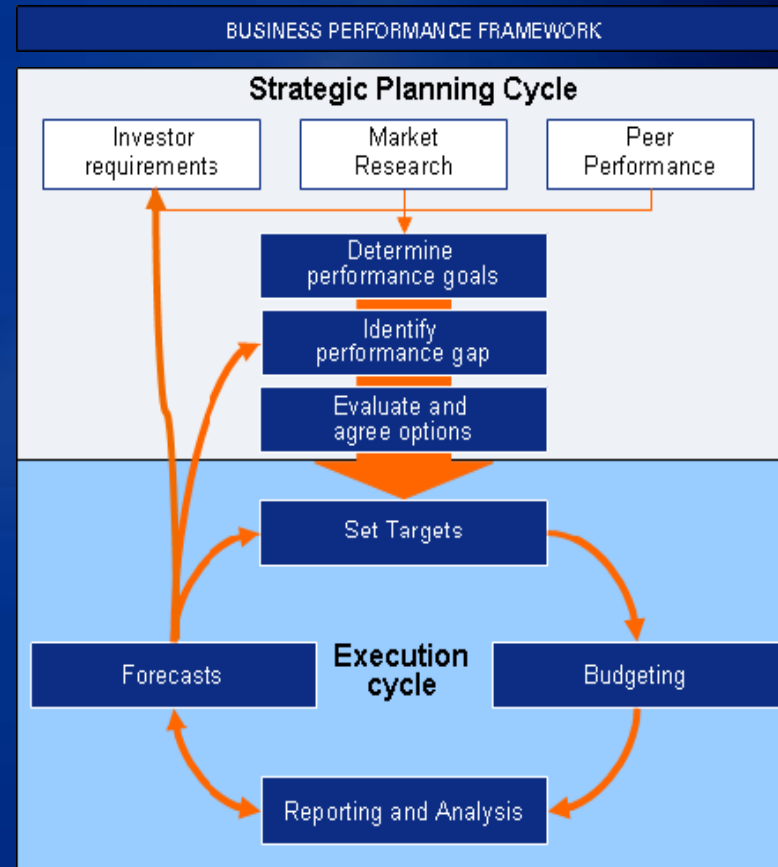 BUSINESS PERFORMANCE FRAMEWORK
Strategic Planning Cycle
Investor
requirements
Market
Research
Peer
Performance
Determine
performance goals
Identify
performance gap
Evaluate and
agree options
Set Targets
Forecasts
Execution
cycle
Budgeting
Reporting and Analysis